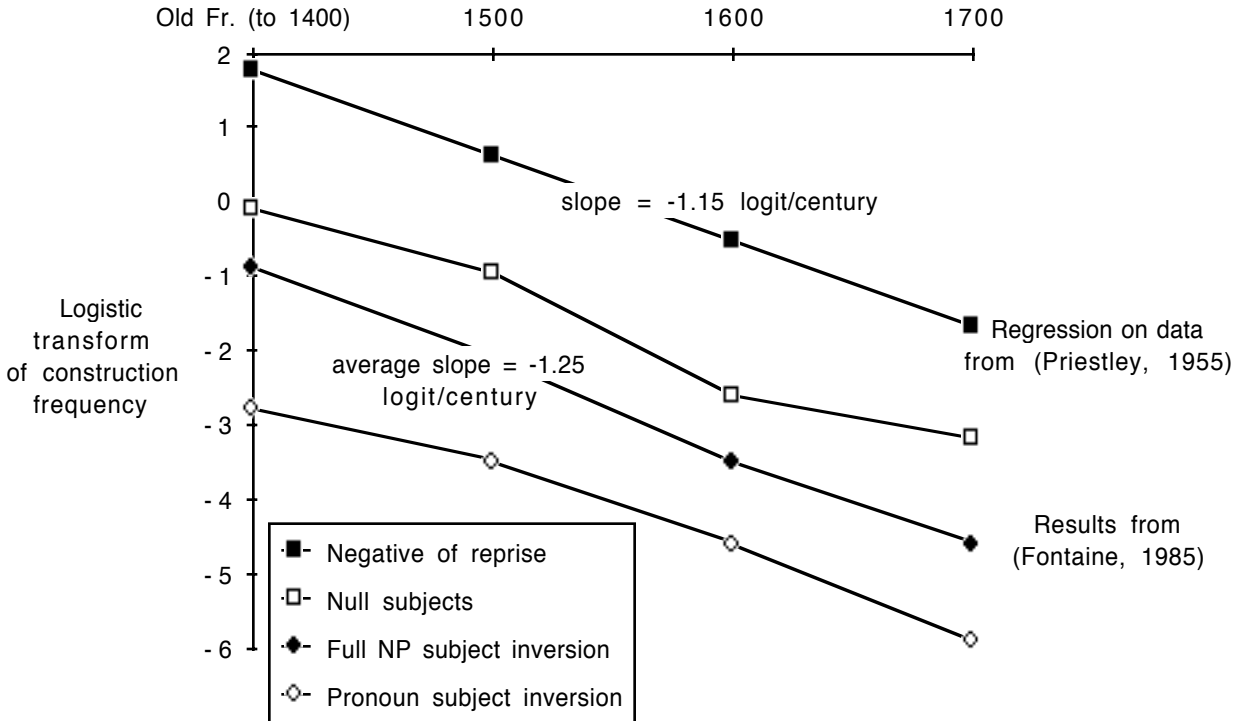 Old Fr. (to 1400) 1500 1600 1700
2
1
0
-1
-2
-3
-4
-5
-6
Logistic
transform
of construction
frequency
slope = -1.15 logit/century
average slope = -1.25
logit/century
Regression on data
from (Priestley, 1955)
Results from
(Fontaine, 1985)
Negative of reprise
Null subjects
Full NP subject inversion
Pronoun subject inversion